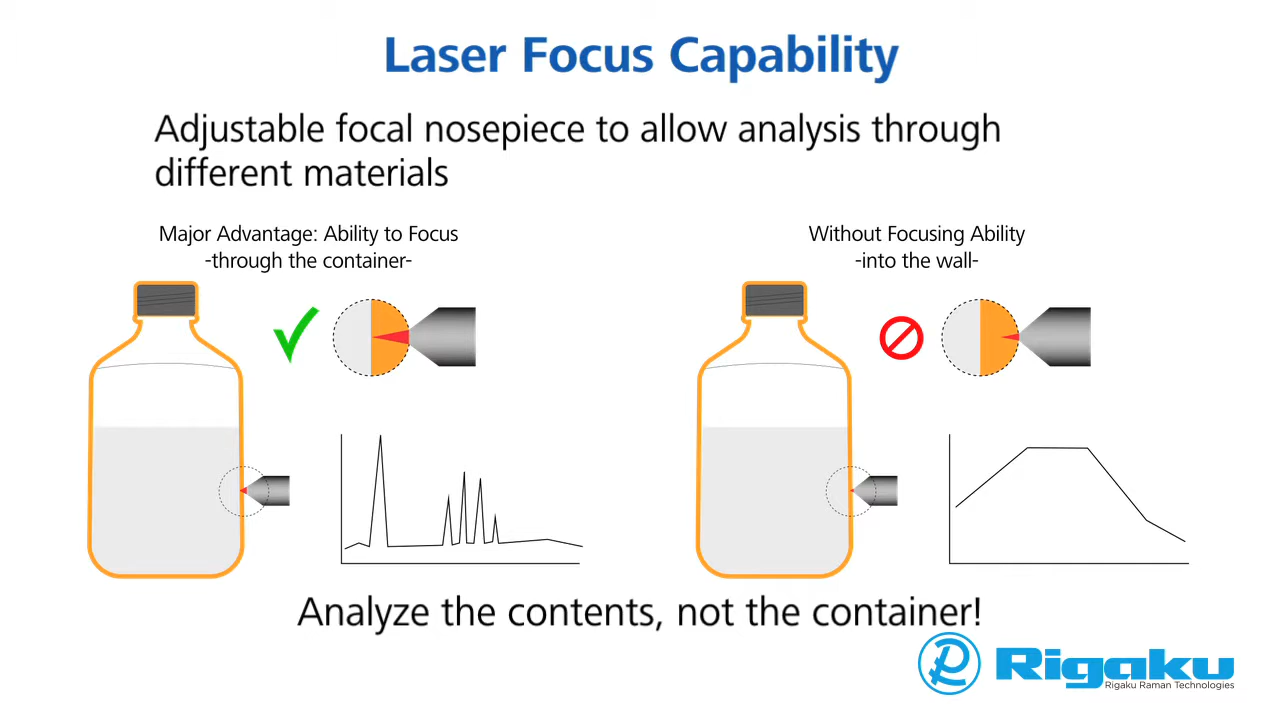 Laser Focus Capability
Adjustable focal nosepiece to allow analysis through
different materials
Major Advantage: Ability to Focus
-through the container-
Without Focusing Ability
-into the wall-
Analyze the contents, not the container!
Rigaku
Rigaku Raman Technologies